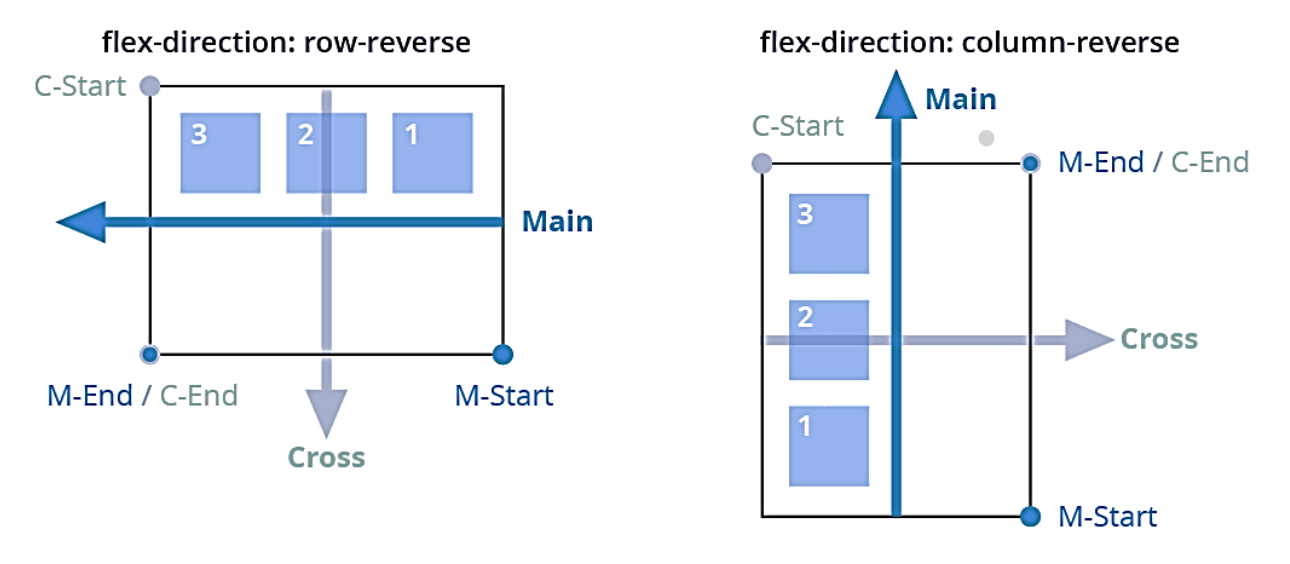 flex-direction: row-reverse
C-Start
3
2
1
Main
M-End / C-End
M-Start
Cross
flex-direction: column-reverse
Main
C-Start
M-End / C-End
3
2
Cross
1
M-Start